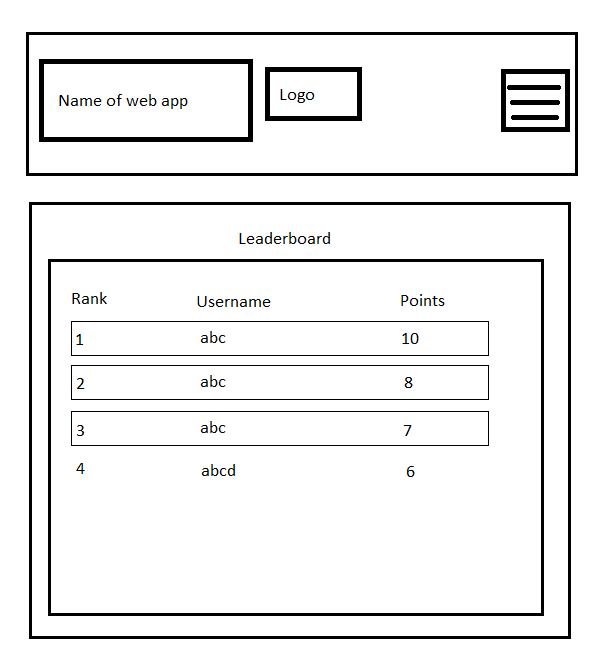 Name of web app
Logo
Leaderboard
Rank Username Points
1 abc 10
2 abc 8
3 abc 7
4 abcd 6